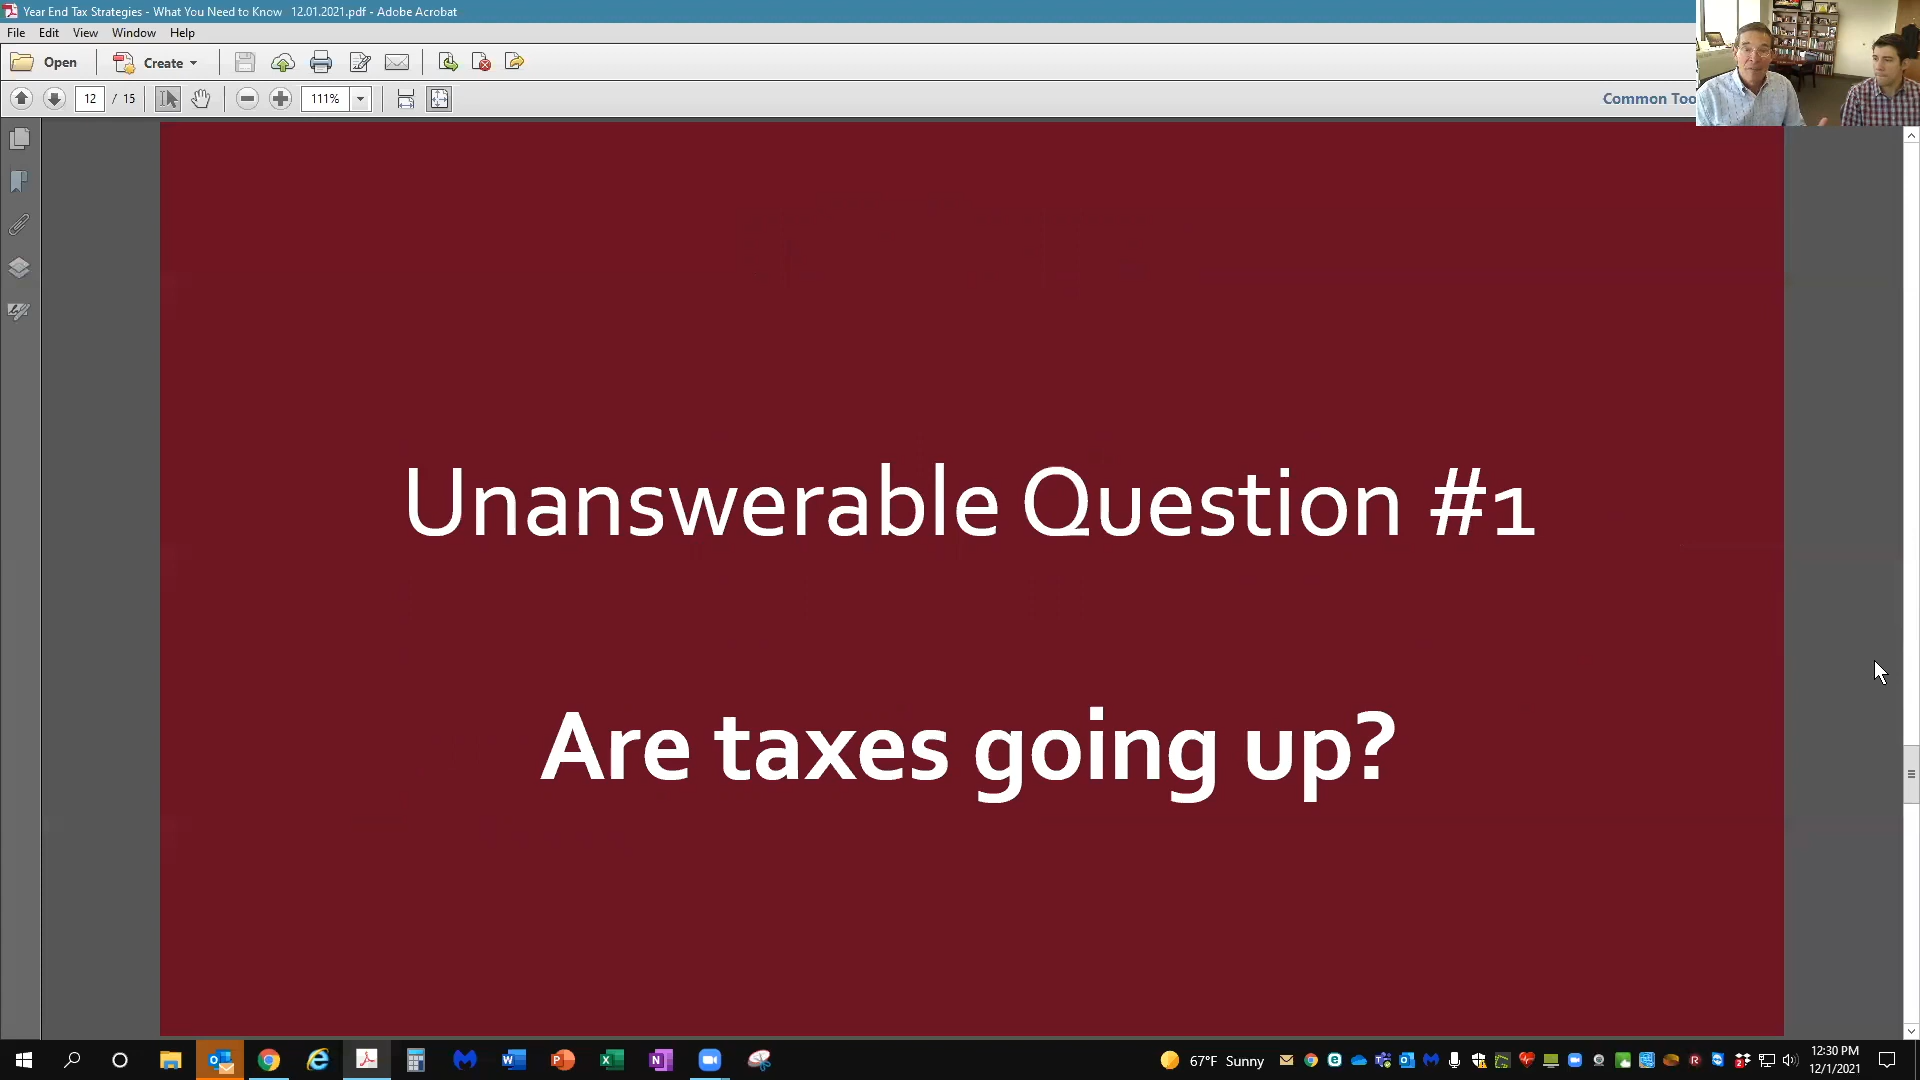 Year End Tax Strategies - What You Need to Know 12.01.2021.pdf - Adobe Acrobat
File Edit View Window Help
Open Create
12 / 15 111% Common Too
Unanswerable Question #1
Are taxes going up?
67°F Sunny
12:30 PM
12/1/2021